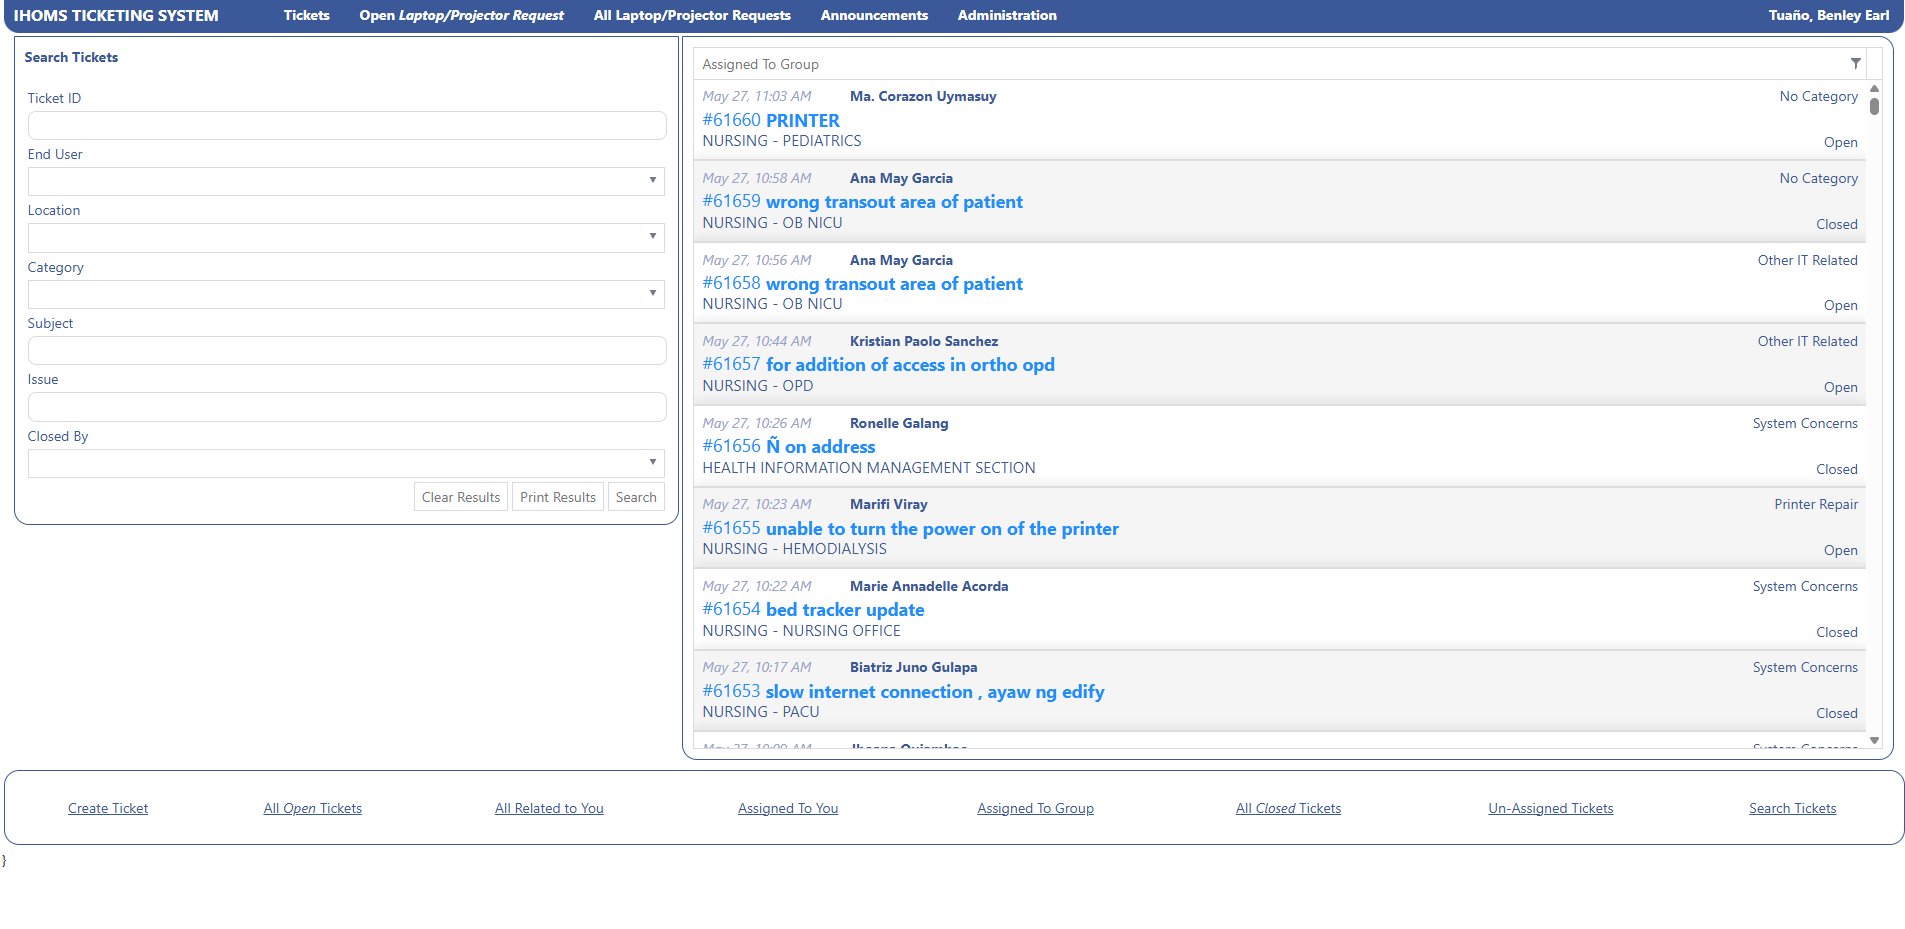 IHOMS TICKETING SYSTEM Tickets Open Laptop/Projector Request All Laptop/Projector Requests Announcements Administration Tuaño, Benley Earl
Search Tickets
Ticket ID
End User
Location
Category
Subject
Issue
Closed By
Clear Results Print Results Search
Assigned To Group
May 27, 11:03 AM Ma. Corazon Uymasuy No Category
#61660 PRINTER
NURSING - PEDIATRICS
Open
May 27, 10:58 AM Ana May Garcia No Category
#61659 wrong transout area of patient
NURSING - OB NICU
Closed
May 27, 10:56 AM Ana May Garcia Other IT Related
#61658 wrong transout area of patient
NURSING - OB NICU
Open
May 27, 10:44 AM Kristian Paolo Sanchez Other IT Related
#61657 for addition of access in ortho opd
NURSING - OPD
Open
May 27, 10:26 AM Ronelle Galang System Concerns
#61656 Ñ on address
HEALTH INFORMATION MANAGEMENT SECTION
Closed
May 27, 10:23 AM Marifi Viray Printer Repair
#61655 unable to turn the power on of the printer
NURSING - HEMODIALYSIS
Open
May 27, 10:22 AM Marie Annadelle Acorda System Concerns
#61654 bed tracker update
NURSING - NURSING OFFICE
Closed
May 27, 10:17 AM Biatriz Juno Gulapa System Concerns
#61653 slow internet connection , ayaw ng edify
NURSING - PACU
Closed
May 27, System Concerns
Create Ticket All Open Tickets All Related to You Assigned To You Assigned To Group All Closed Tickets Un-Assigned Tickets Search Tickets
}